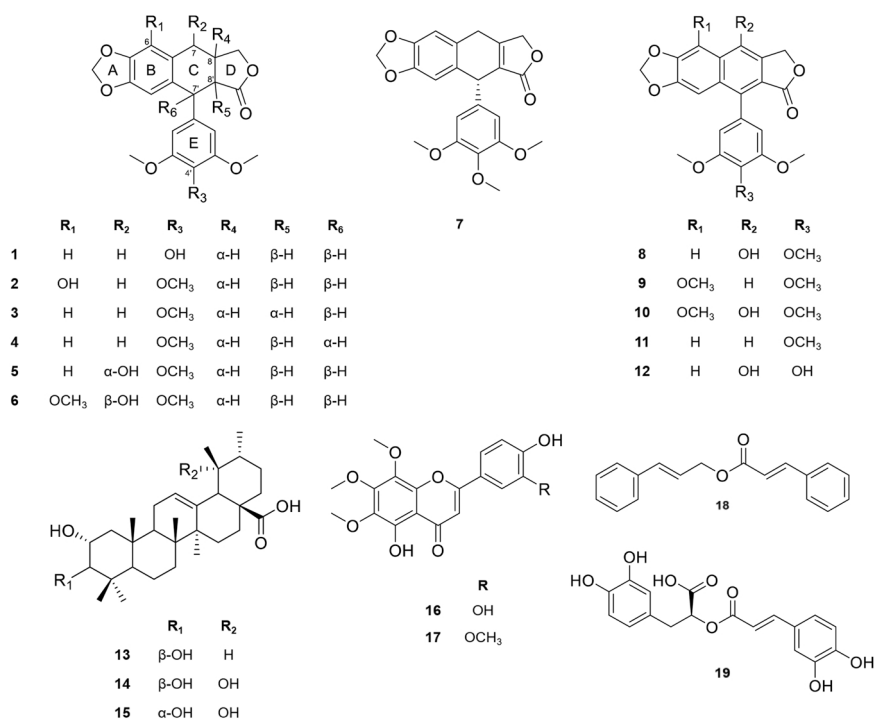 R₁ R₂ R₄
6 7 8
O A B C D O
O 7' 8' O
R₆ R₅
E
O 4' O
R₃
R₁ R₂ R₃ R₄ R₅ R₆
1 H H OH α-H β-H β-H
2 OH H OCH₃ α-H β-H β-H
3 H H OCH₃ α-H α-H β-H
4 H H OCH₃ α-H β-H α-H
5 H α-OH OCH₃ α-H β-H β-H
6 OCH₃ β-OH OCH₃ α-H β-H β-H
O O
O O
O O
O
7
R₁ R₂
O O
O O
O O
R₃
R₁ R₂ R₃
8 H OH OCH₃
9 OCH₃ H OCH₃
10 OCH₃ OH OCH₃
11 H H OCH₃
12 H OH OH
R₂
HO OH
O
R₁
R₁ R₂
13 β-OH H
14 β-OH OH
15 α-OH OH
OH
O
O O R
O
OH O
R
16 OH
17 OCH₃
O
O
18
OH
HO HO O O
O
OH
OH
19